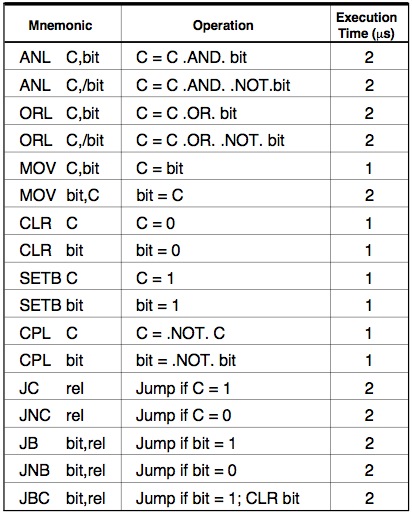 Mnemonic Operation Execution Time (μs)
ANL C,bit C = C .AND. bit 2
ANL C,/bit C = C .AND. .NOT.bit 2
ORL C,bit C = C .OR. bit 2
ORL C,/bit C = C .OR. .NOT. bit 2
MOV C,bit C = bit 1
MOV bit,C bit = C 2
CLR C C = 0 1
CLR bit bit = 0 1
SETB C C = 1 1
SETB bit bit = 1 1
CPL C C = .NOT. C 1
CPL bit bit = .NOT. bit 1
JC rel Jump if C = 1 2
JNC rel Jump if C = 0 2
JB bit,rel Jump if bit = 1 2
JNB bit,rel Jump if bit = 0 2
JBC bit,rel Jump if bit = 1; CLR bit 2